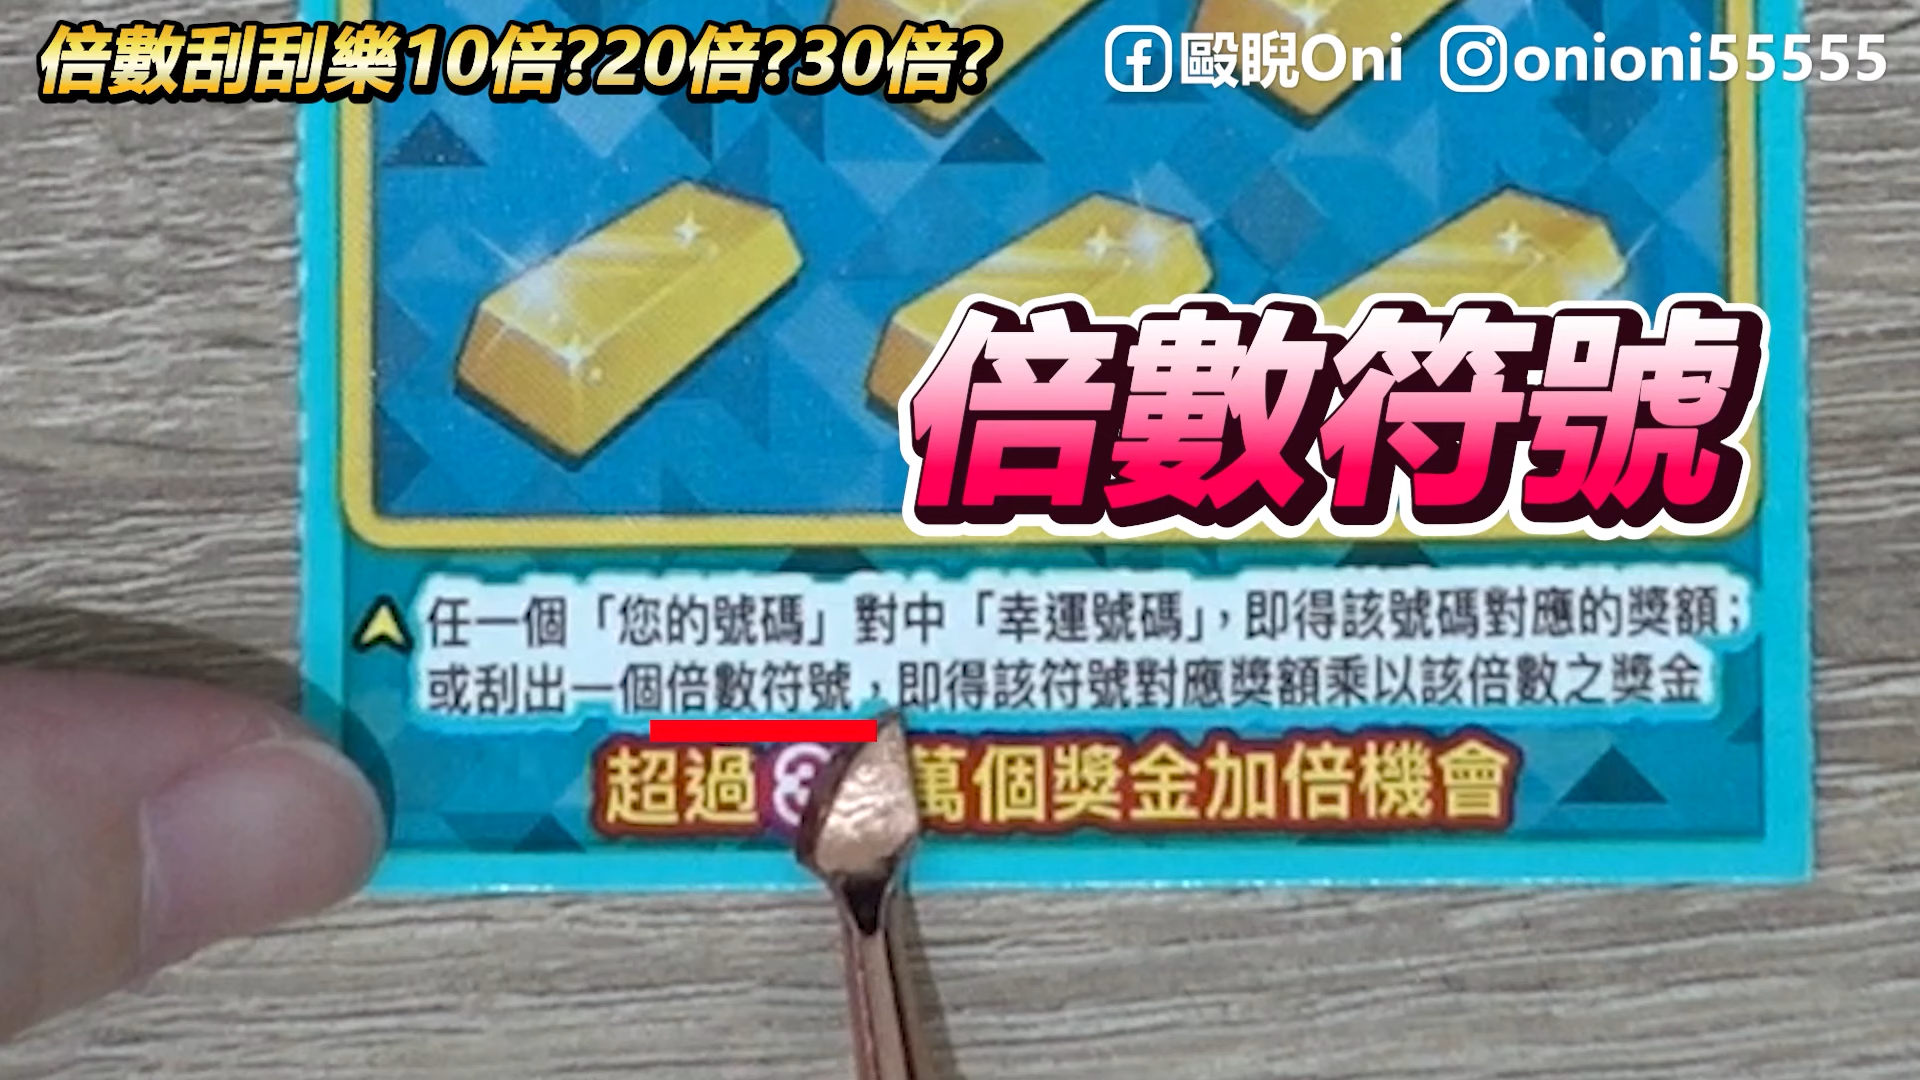 倍數刮刮樂10倍?20倍?30倍?
毆睨Oni onioni55555
倍數符號
任一個「您的號碼」對中「幸運號碼」，即得該號碼對應的獎額；
或刮出一個倍數符號，即得該符號對應獎額乘以該倍數之獎金
超過 萬個獎金加倍機會